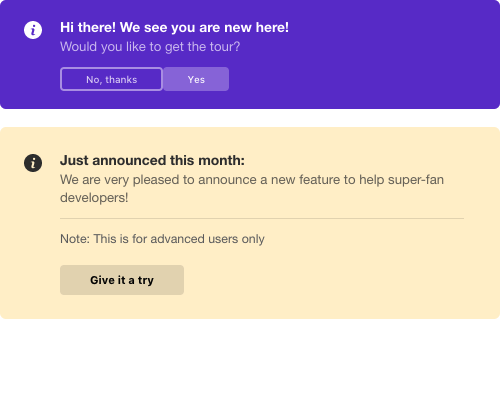 Hi there! We see you are new here!
Would you like to get the tour?
No, thanks
Yes
Just announced this month:
We are very pleased to announce a new feature to help super-fan
developers!
Note: This is for advanced users only
Give it a try